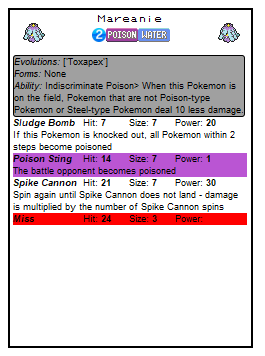 Mareanie
2 POISON WATER
Evolutions: ['Toxapex']
Forms: None
Ability: Indiscriminate Poison> When this Pokemon is
on the field, Pokemon that are not Poison-type
Pokemon or Steel-type Pokemon deal 10 less damage.
Sludge Bomb Hit: 21 Size: 7 Power: 20
If this Pokemon is knocked out, all Pokemon within 2
steps become poisoned
Poison Sting Hit: 14 Size: 7 Power: 1
The battle opponent becomes poisoned
Spike Cannon Hit: 21 Size: 7 Power: 30
Spin again until Spike Cannon does not land - damage
is multiplied by the number of Spike Cannon spins
Miss Hit: 24 Size: 3 Power: